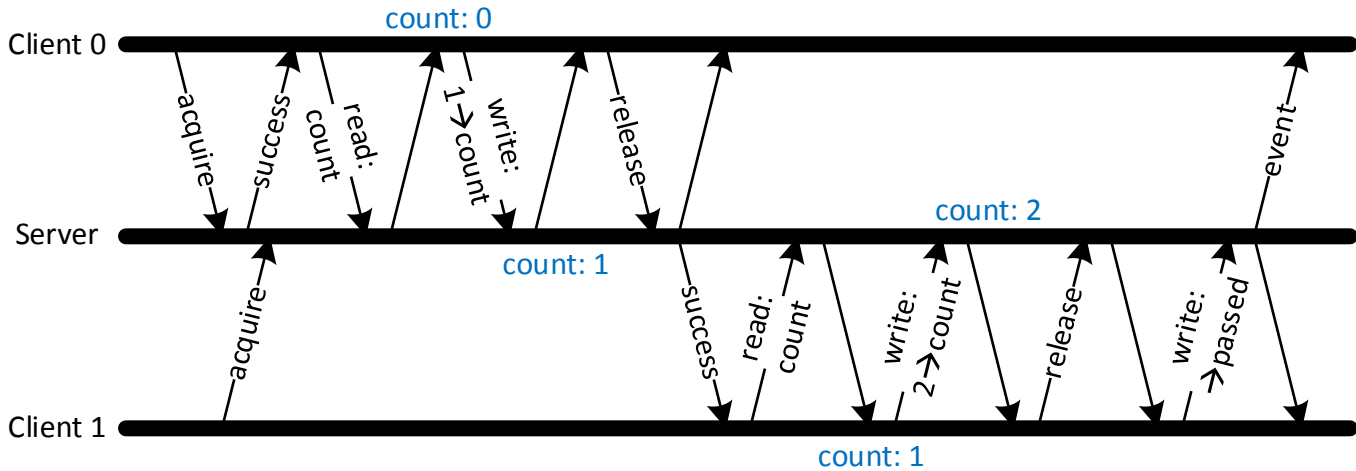 count: 0
Client 0
acquire
success
read:
count
write:
1→count
release
event
Server
count: 2
count: 1
acquire
success
read:
count
write:
2→count
release
write:
→passed
Client 1
count: 1